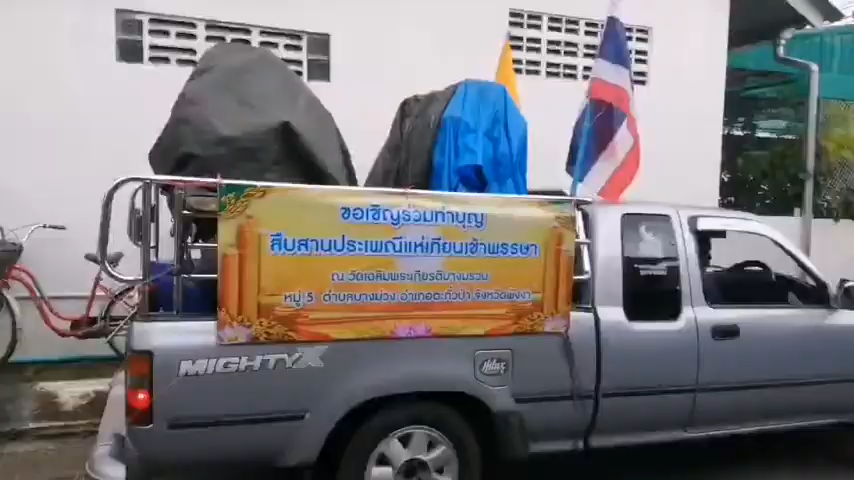 ขอเชิญร่วมทำบุญ
สืบสานประเพณีแห่เทียนเข้าพรรษา
ณ วัดเฉลิมพระเกียรติบางมรวน
หมู่ 5 ตำบลบางม่วง อำเภอตะกั่วป่า จังหวัดพังงา
MIGHTYX
Hilux